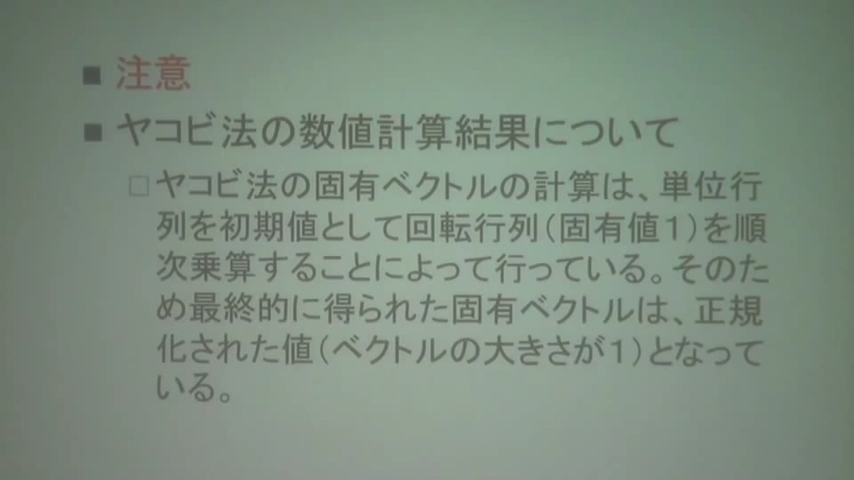 ■ 注意
■ ヤコビ法の数値計算結果について
□ヤコビ法の固有ベクトルの計算は、単位行
列を初期値として回転行列(固有値1)を順
次乗算することによって行っている。そのた
め最終的に得られた固有ベクトルは、正規
化された値(ベクトルの大きさが1)となって
いる。